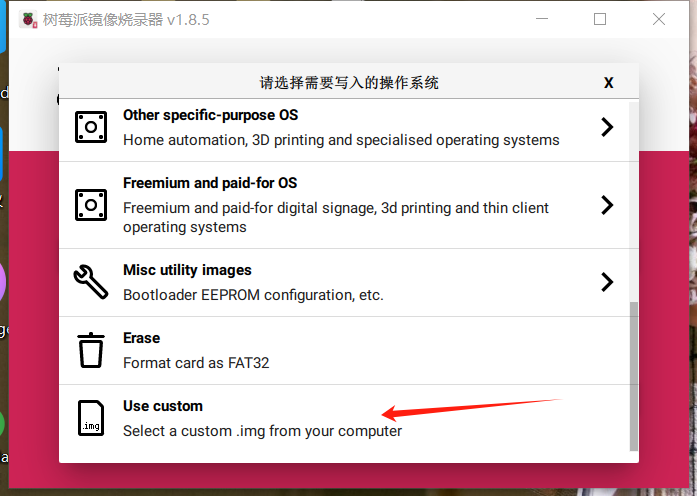 树莓派镜像烧录器 v1.8.5
请选择需要写入的操作系统
X
Other specific-purpose OS
Home automation, 3D printing and specialised operating systems
Freemium and paid-for OS
Freemium and paid-for digital signage, 3d printing and thin client
operating systems
Misc utility images
Bootloader EEPROM configuration, etc.
Erase
Format card as FAT32
Use custom
.img
Select a custom .img from your computer